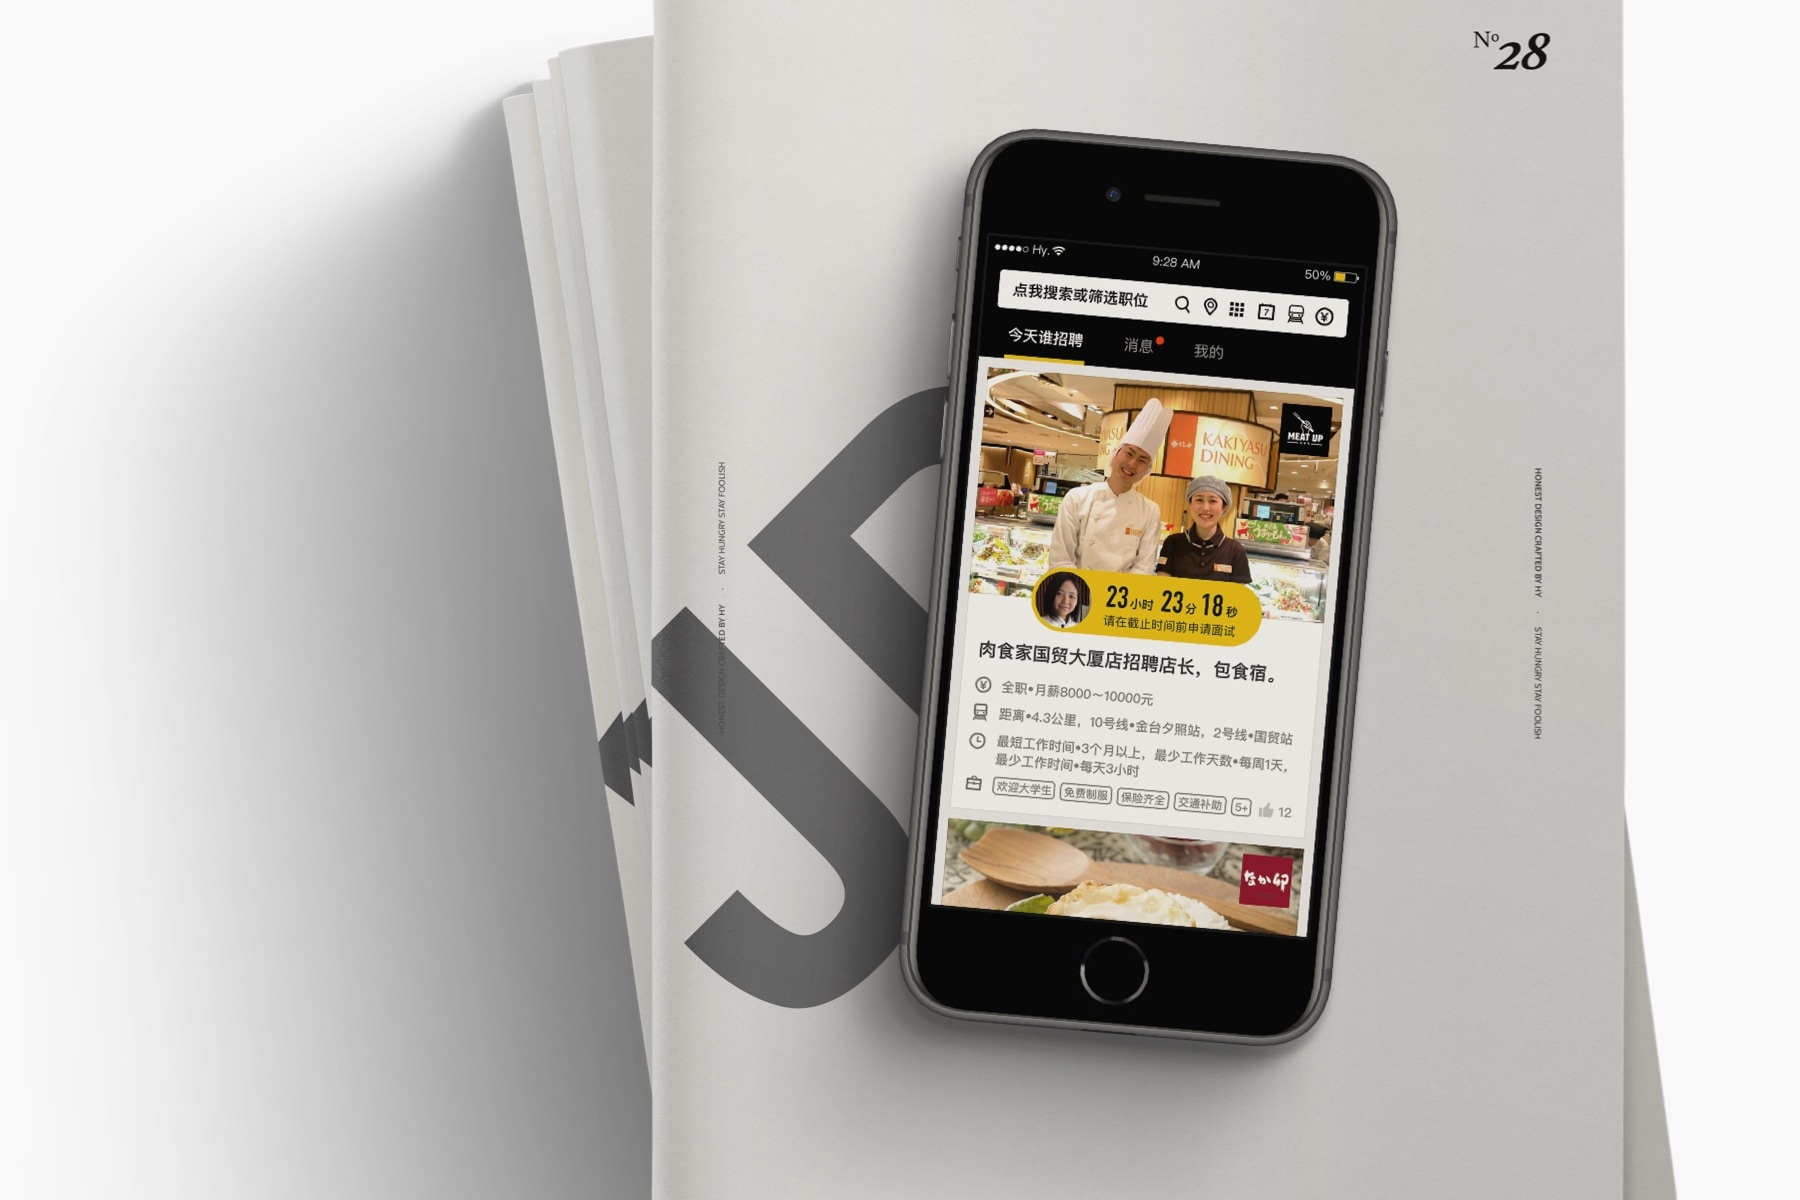 Nº28
Hy.
9:28 AM
50%
点我搜索或筛选职位
7
¥
今天谁招聘
消息
我的
KAKIYASU
DINING
MEAT UP
23小时 23分 18秒
请在截止时间前申请面试
肉食家国贸大厦店招聘店长，包食宿。
¥ 全职•月薪8000～10000元
距离•4.3公里，10号线•金台夕照站，2号线•国贸站
最短工作时间•3个月以上，最少工作天数•每周1天，
最少工作时间•每天3小时
欢迎大学生 免费制服 保险齐全 交通补助 5+ 12
なか卯
HONEST DESIGN CRAFTED BY HY · STAY HUNGRY STAY FOOLISH
HONEST DESIGN CRAFTED BY HY · STAY HUNGRY STAY FOOLISH